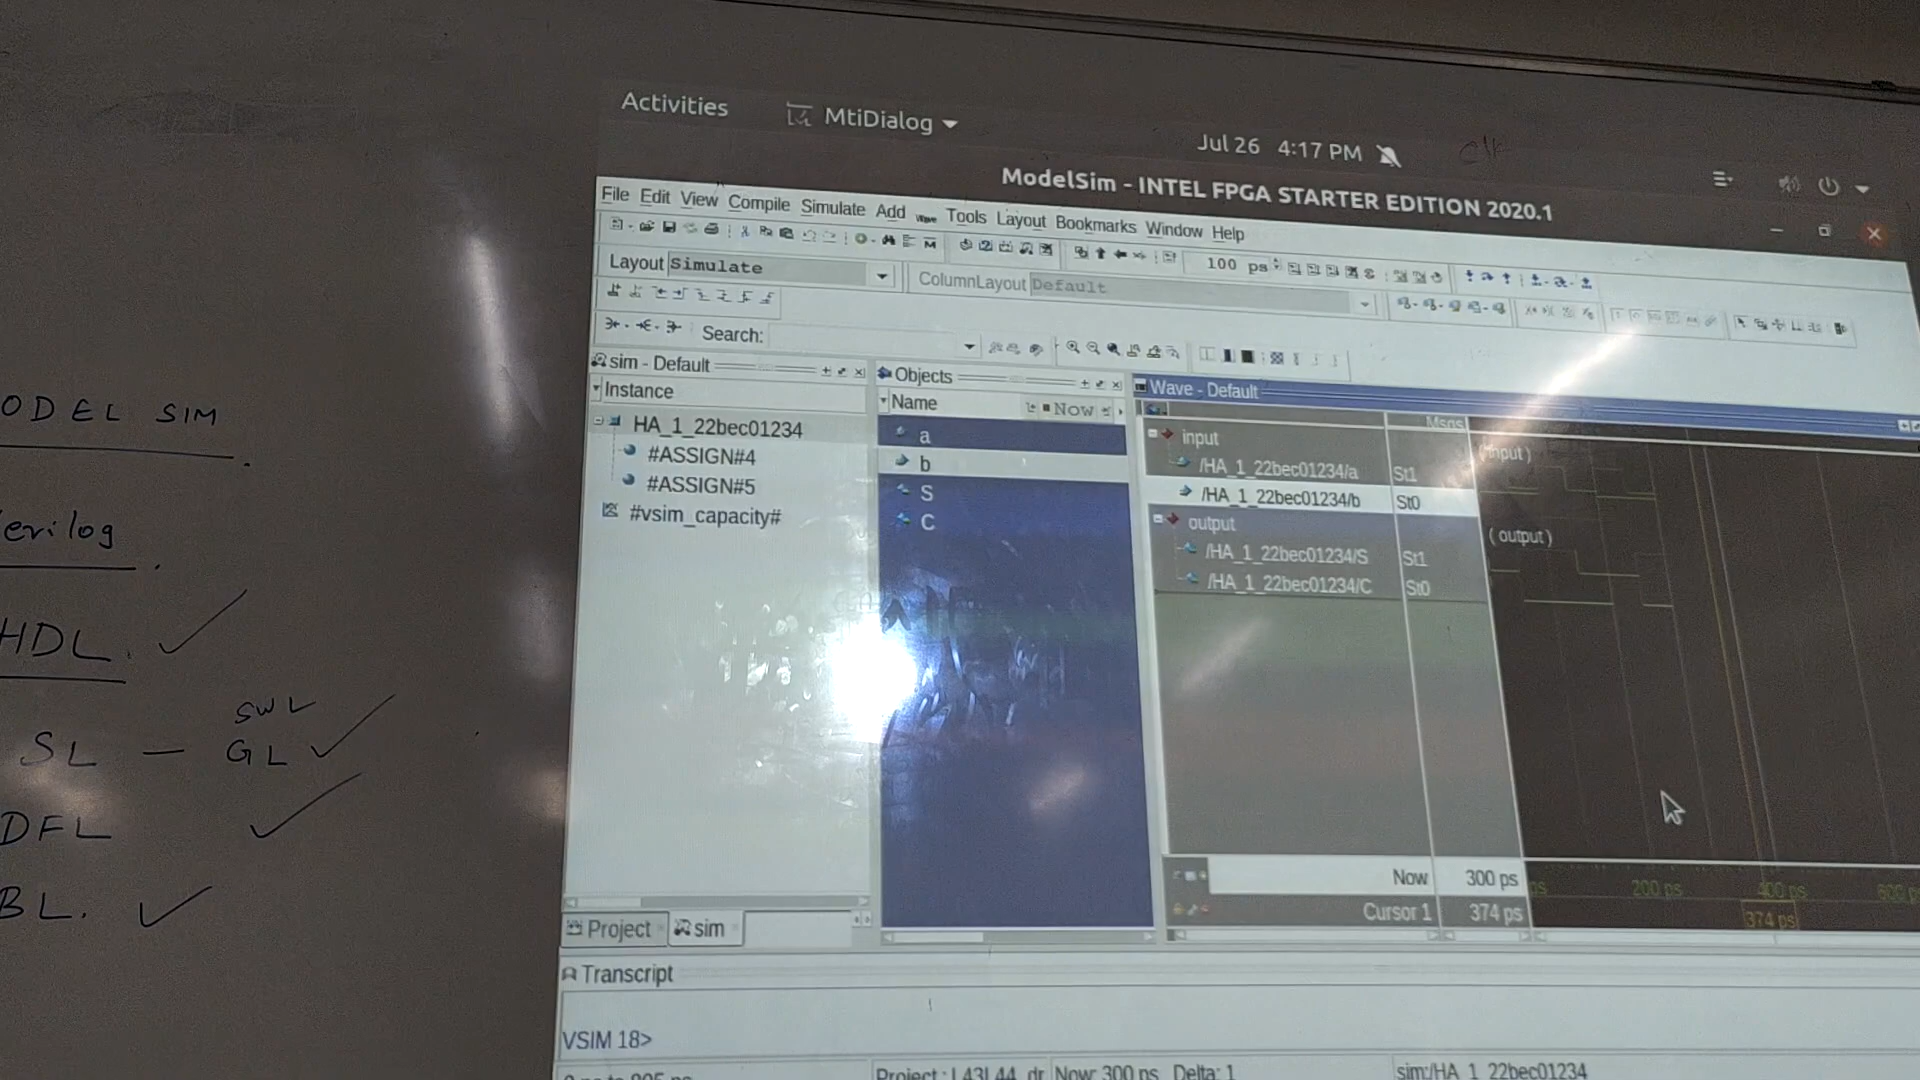 Activities
MtiDialog
Jul 26 4:17 PM
ModelSim - INTEL FPGA STARTER EDITION 2020.1
File Edit View Compile Simulate Add Wave Tools Layout Bookmarks Window Help
100 ps
Layout Simulate
ColumnLayout Default
Search:
sim - Default
Instance
HA_1_22bec01234
#ASSIGN#4
#ASSIGN#5
#vsim_capacity#
Objects
Name
Now
a
b
S
C
Wave - Default
Msgs
input
(input)
/HA_1_22bec01234/a St1
/HA_1_22bec01234/b St0
output
(output)
/HA_1_22bec01234/S St1
/HA_1_22bec01234/C St0
Now 300 ps
200 ps 400 ps
Cursor 1 374 ps
374 ps
Project
sim
Transcript
VSIM 18>
Now: 300 ps Delta: 1
sim:/HA_1_22bec01234
ODEL SIM
erilog
HDL.
SWL
SL - GL
DFL
BL.